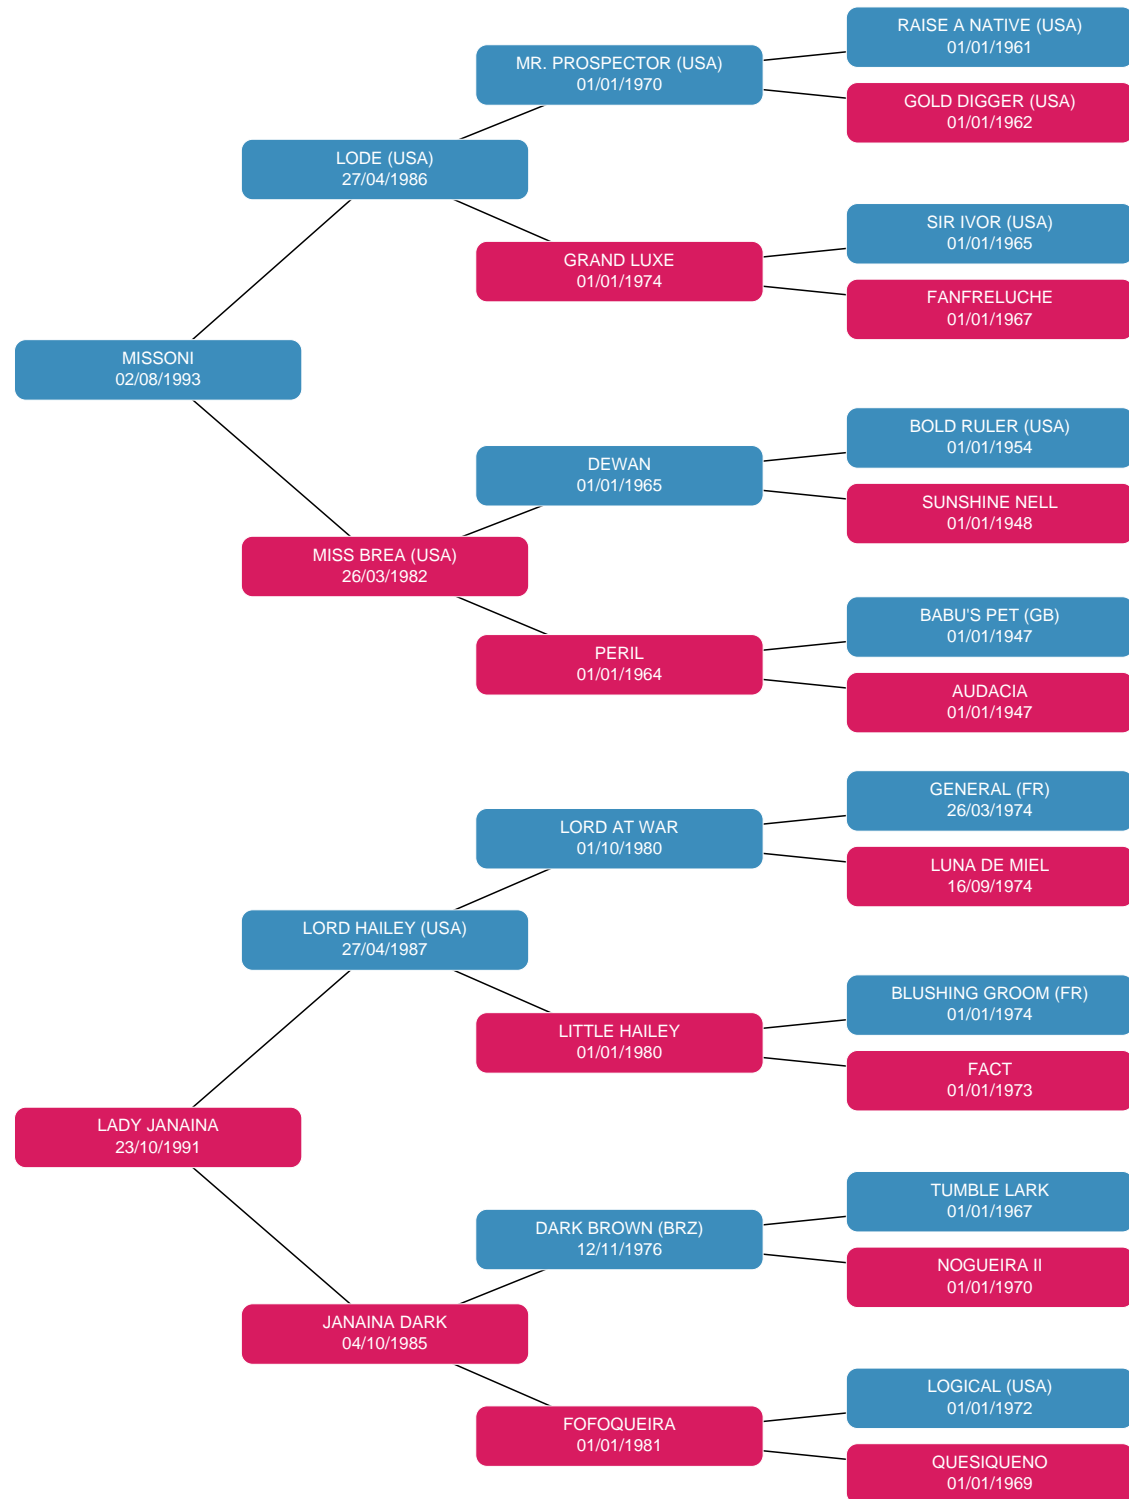 RAISE A NATIVE (USA)
01/01/1961
MR. PROSPECTOR (USA)
01/01/1970
GOLD DIGGER (USA)
01/01/1962
LODE (USA)
27/04/1986
SIR IVOR (USA)
01/01/1965
GRAND LUXE
01/01/1974
FANFRELUCHE
01/01/1967
MISSONI
02/08/1993
BOLD RULER (USA)
01/01/1954
DEWAN
01/01/1965
SUNSHINE NELL
01/01/1948
MISS BREA (USA)
26/03/1982
BABU'S PET (GB)
01/01/1947
PERIL
01/01/1964
AUDACIA
01/01/1947
GENERAL (FR)
26/03/1974
LORD AT WAR
01/10/1980
LUNA DE MIEL
16/09/1974
LORD HAILEY (USA)
27/04/1987
BLUSHING GROOM (FR)
01/01/1974
LITTLE HAILEY
01/01/1980
FACT
01/01/1973
LADY JANAINA
23/10/1991
TUMBLE LARK
01/01/1967
DARK BROWN (BRZ)
12/11/1976
NOGUEIRA II
01/01/1970
JANAINA DARK
04/10/1985
LOGICAL (USA)
01/01/1972
FOFOQUEIRA
01/01/1981
QUESIQUENO
01/01/1969